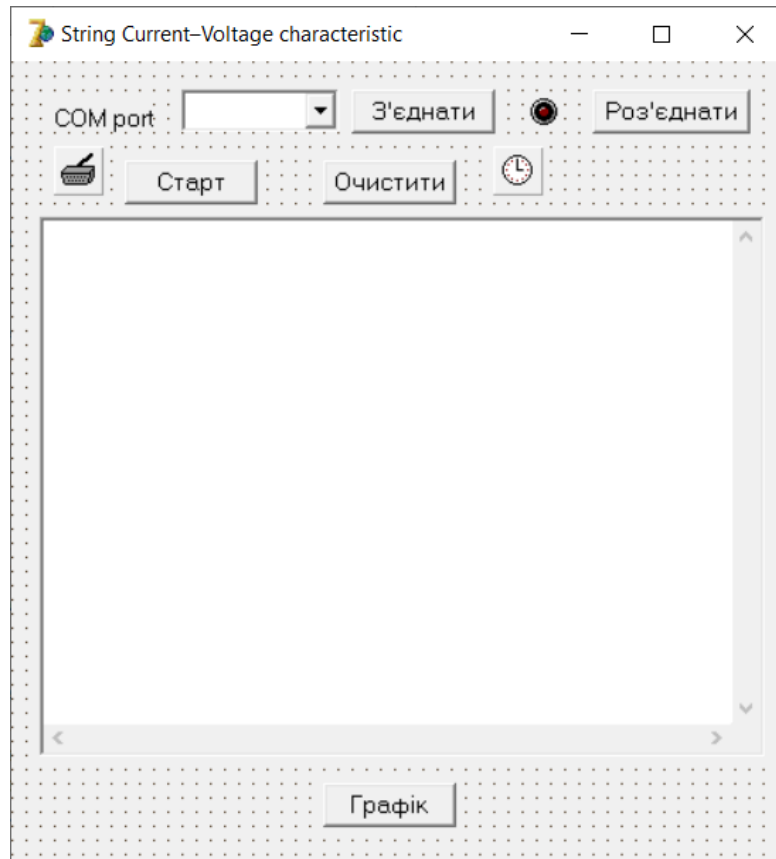 String Current–Voltage characteristic
COM port З'єднати Роз'єднати
Старт Очистити
Графік